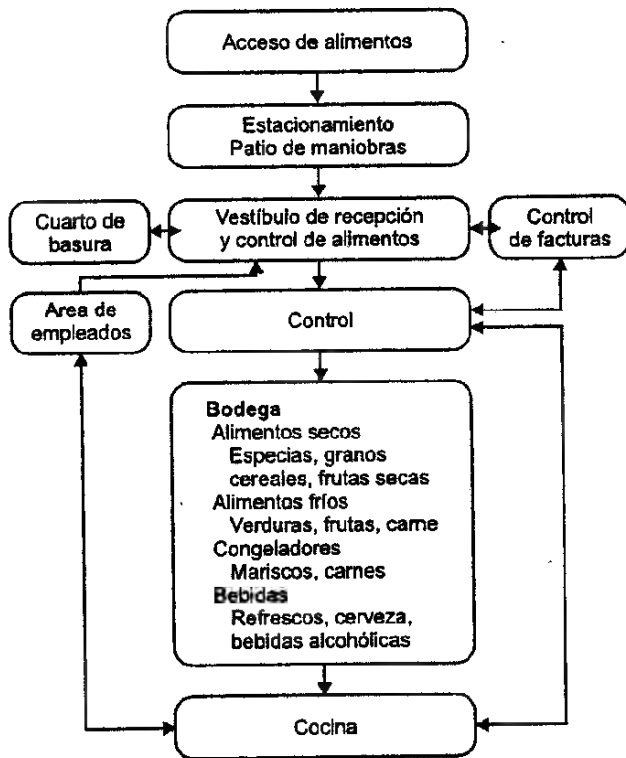 Acceso de alimentos
Estacionamiento
Patio de maniobras
Cuarto de
basura
Vestíbulo de recepción
y control de alimentos
Control
de facturas
Area de
empleados
Control
Bodega
Alimentos secos
Especias, granos
cereales, frutas secas
Alimentos fríos
Verduras, frutas, carne
Congeladores
Mariscos, carnes
Bebidas
Refrescos, cerveza,
bebidas alcohólicas
Cocina